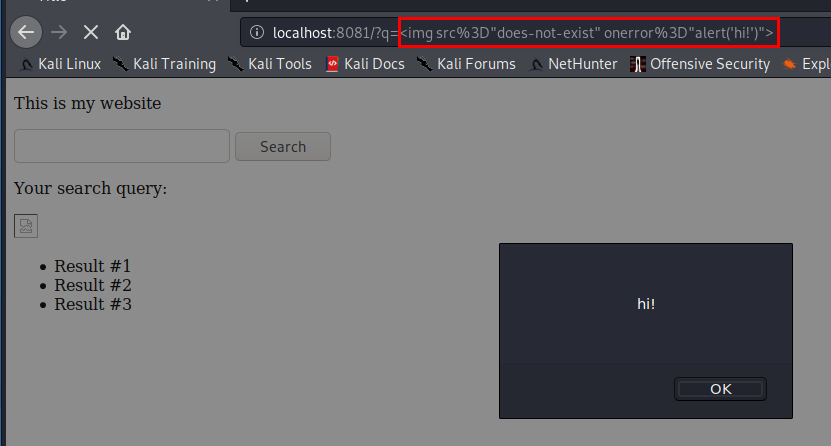 localhost:8081/?q=<img src%3D"does-not-exist" onerror%3D"alert('hi!')">
Kali Linux Kali Training Kali Tools Kali Docs Kali Forums NetHunter Offensive Security
This is my website
Search
Your search query:
• Result #1
• Result #2
• Result #3
hi!
OK